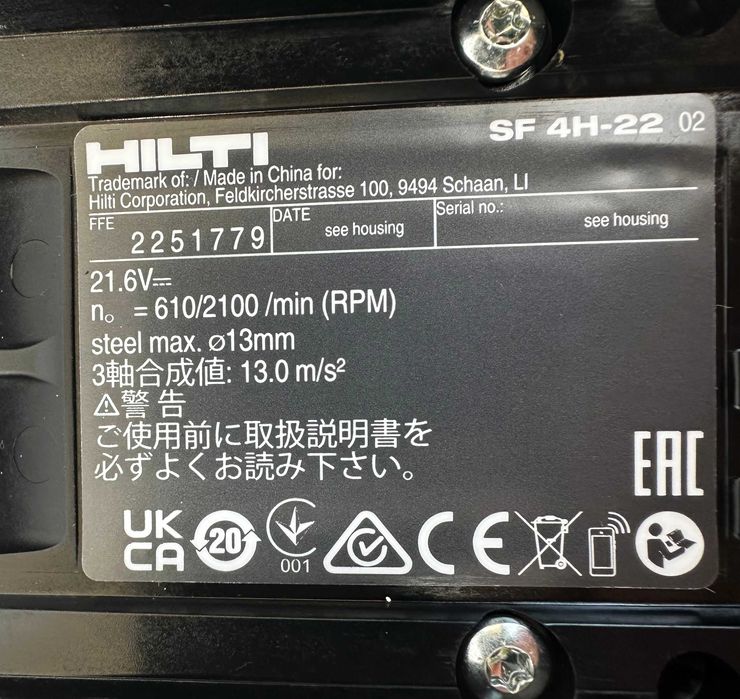 HILTI
SF 4H-22 02
Trademark of: / Made in China for:
Hilti Corporation, Feldkircherstrasse 100, 9494 Schaan, LI
FFE 2251779 DATE see housing Serial no.: see housing
21.6V⎓
n₀ = 610/2100 /min (RPM)
steel max. ø13mm
3軸合成値: 13.0 m/s²
⚠警告
ご使用前に取扱説明書を
必ずよくお読み下さい。
EAC
UK
CA
20
001
CE